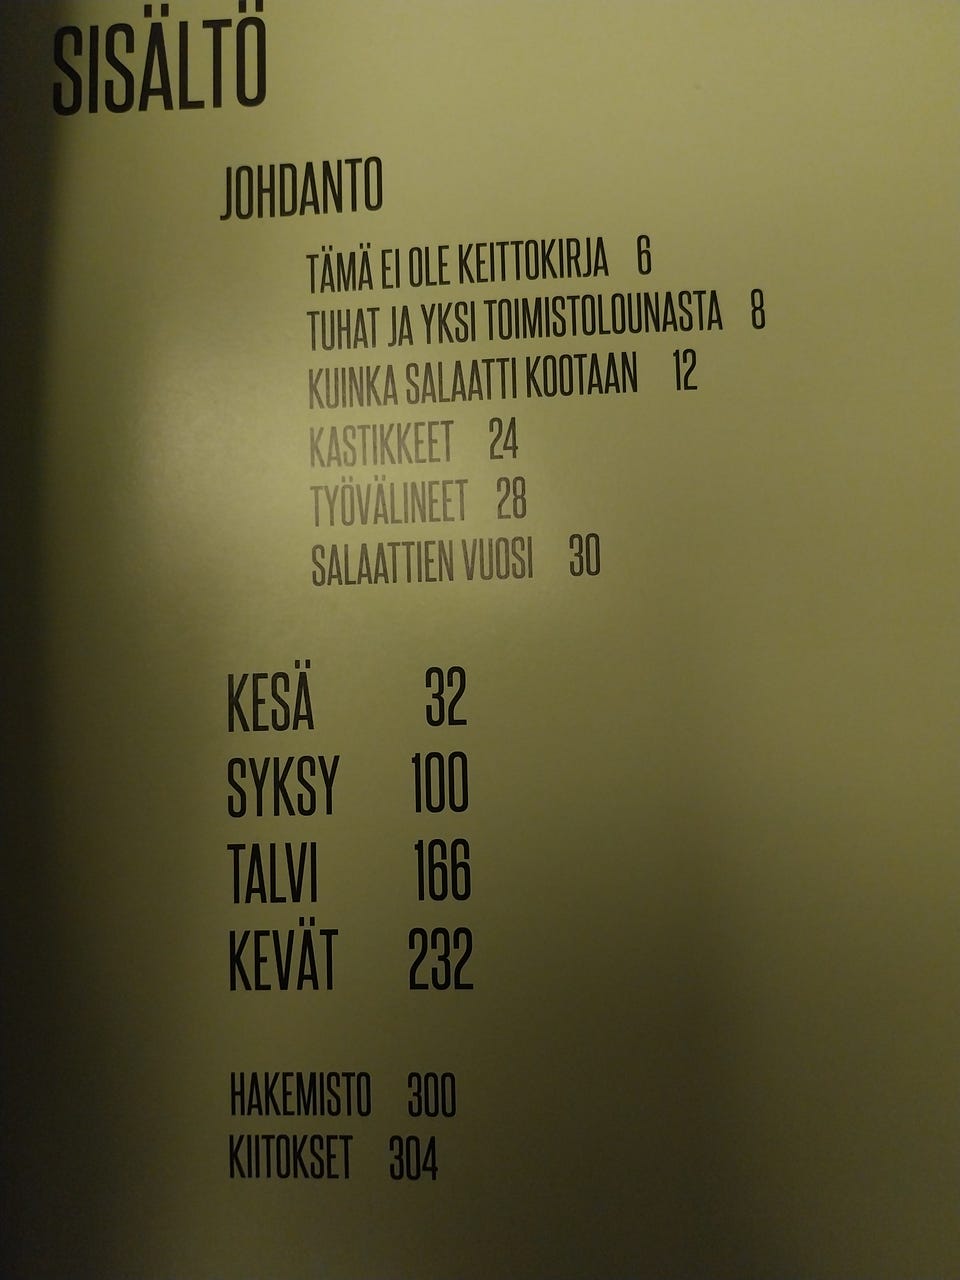 SISÄLTÖ
JOHDANTO
TÄMÄ EI OLE KEITTOKIRJA 6
TUHAT JA YKSI TOIMISTOLOUNASTA 8
KUINKA SALAATTI KOOTAAN 12
KASTIKKEET 24
TYÖVÄLINEET 28
SALAATTIEN VUOSI 30
KESÄ 32
SYKSY 100
TALVI 166
KEVÄT 232
HAKEMISTO 300
KIITOKSET 304